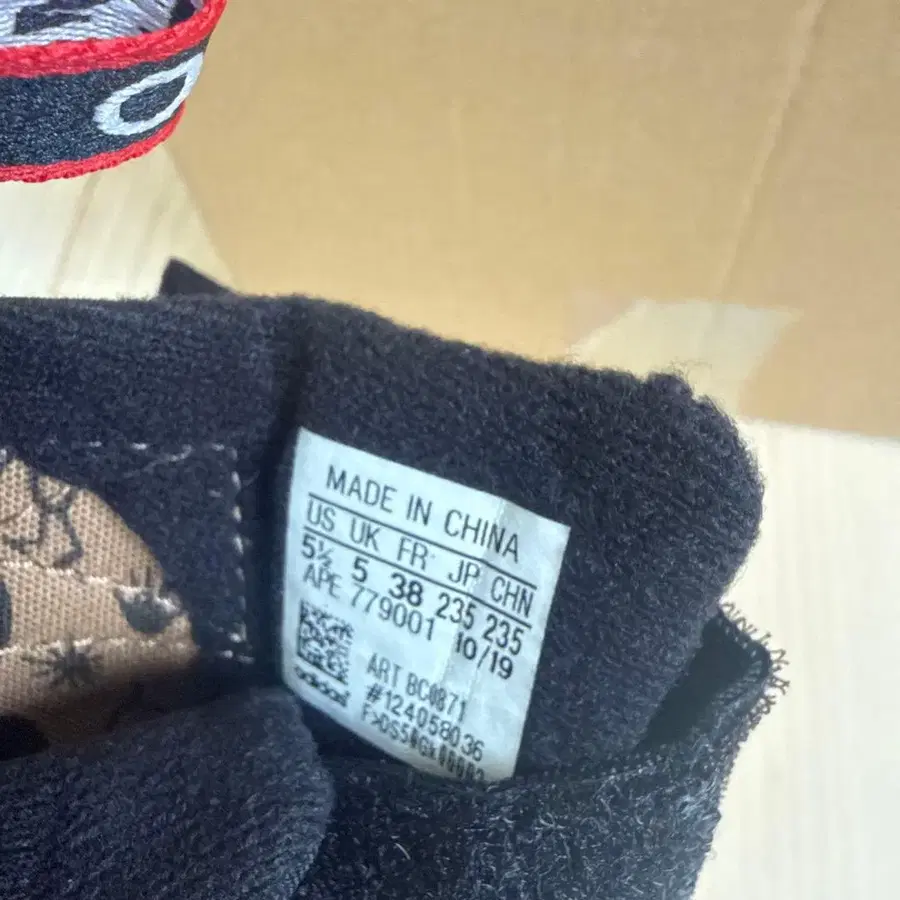 O
MADE IN CHINA
US UK FR JP CHN
5½ 5 38 235 235
APE 779001 10/19
ART BC0871
#124058036
adidas